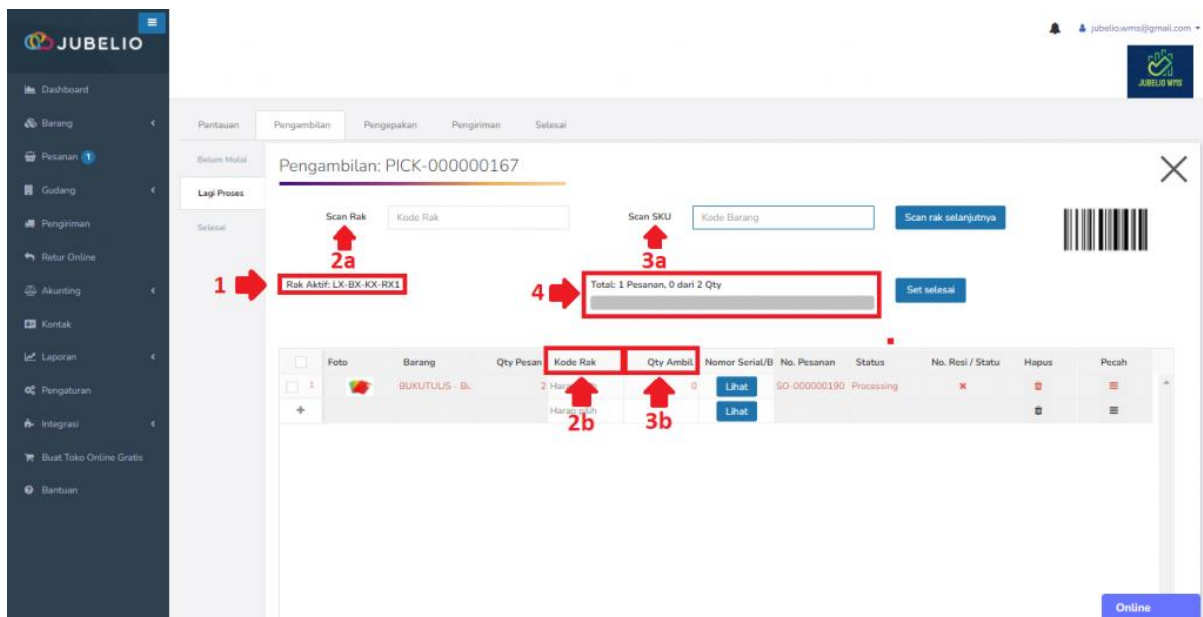 JUBELIO
jubelio.wms@gmail.com
JUBELIO WMS
Dashboard
Barang
Pesanan 1
Gudang
Pengiriman
Retur Online
Akunting
Kontak
Laporan
Pengaturan
Integrasi
Buat Toko Online Gratis
Bantuan
Pantauan Pengambilan Pengepakan Pengiriman Selesai
Belum Mulai
Lagi Proses
Selesai
Pengambilan: PICK-000000167
Scan Rak Kode Rak Scan SKU Kode Barang Scan rak selanjutnya
2a 3a
1 Rak Aktif: LX-BX-KX-RX1 4 Total: 1 Pesanan, 0 dari 2 Qty Set selesai
Foto Barang Qty Pesan Kode Rak Qty Ambil Nomor Serial/B No. Pesanan Status No. Resi / Statu Hapus Pecah
1 BUKUTULIS - BL 2 Harap pilih 0 Lihat SO-000000190 Processing
+ Harap pilih Lihat
2b 3b
Online